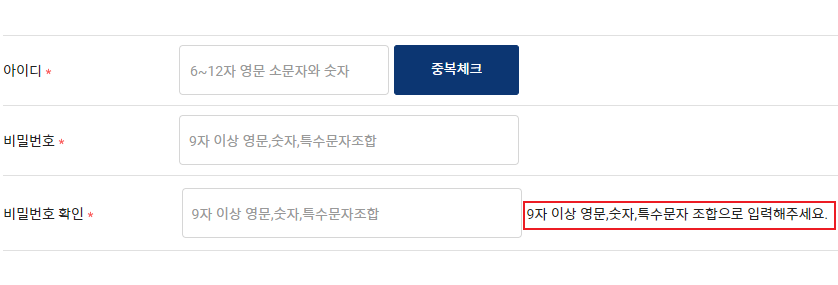 아이디 * 6~12자 영문 소문자와 숫자 중복체크
비밀번호 * 9자 이상 영문,숫자,특수문자조합
비밀번호 확인 * 9자 이상 영문,숫자,특수문자조합 9자 이상 영문,숫자,특수문자 조합으로 입력해주세요.